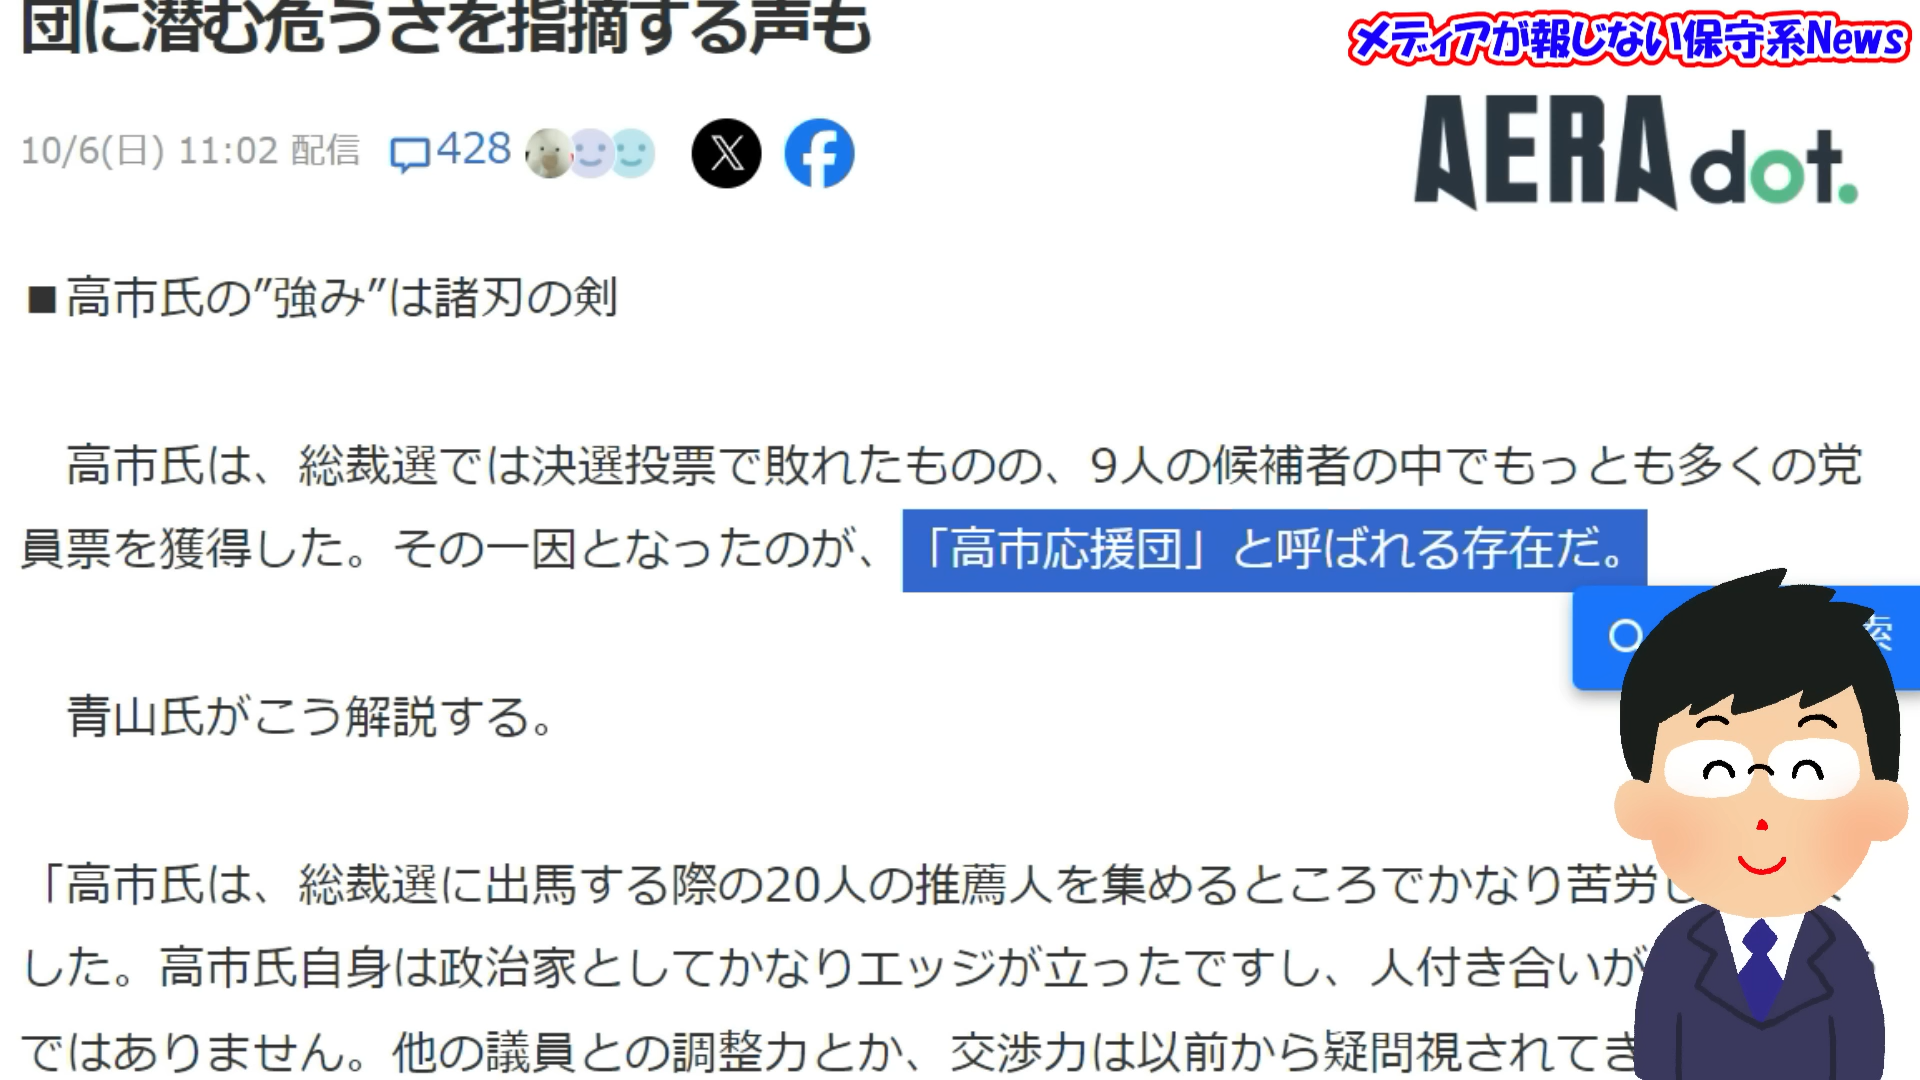 団に潜む危うさを指摘する声も
メディアが報じない保守系News
10/6(日) 11:02 配信 428
AERA dot.
■高市氏の”強み”は諸刃の剣
高市氏は、総裁選では決選投票で敗れたものの、9人の候補者の中でもっとも多くの党
員票を獲得した。その一因となったのが、「高市応援団」と呼ばれる存在だ。
索
青山氏がこう解説する。
「高市氏は、総裁選に出馬する際の20人の推薦人を集めるところでかなり苦労し
した。高市氏自身は政治家としてかなりエッジが立ったですし、人付き合いが
ではありません。他の議員との調整力とか、交渉力は以前から疑問視されてき